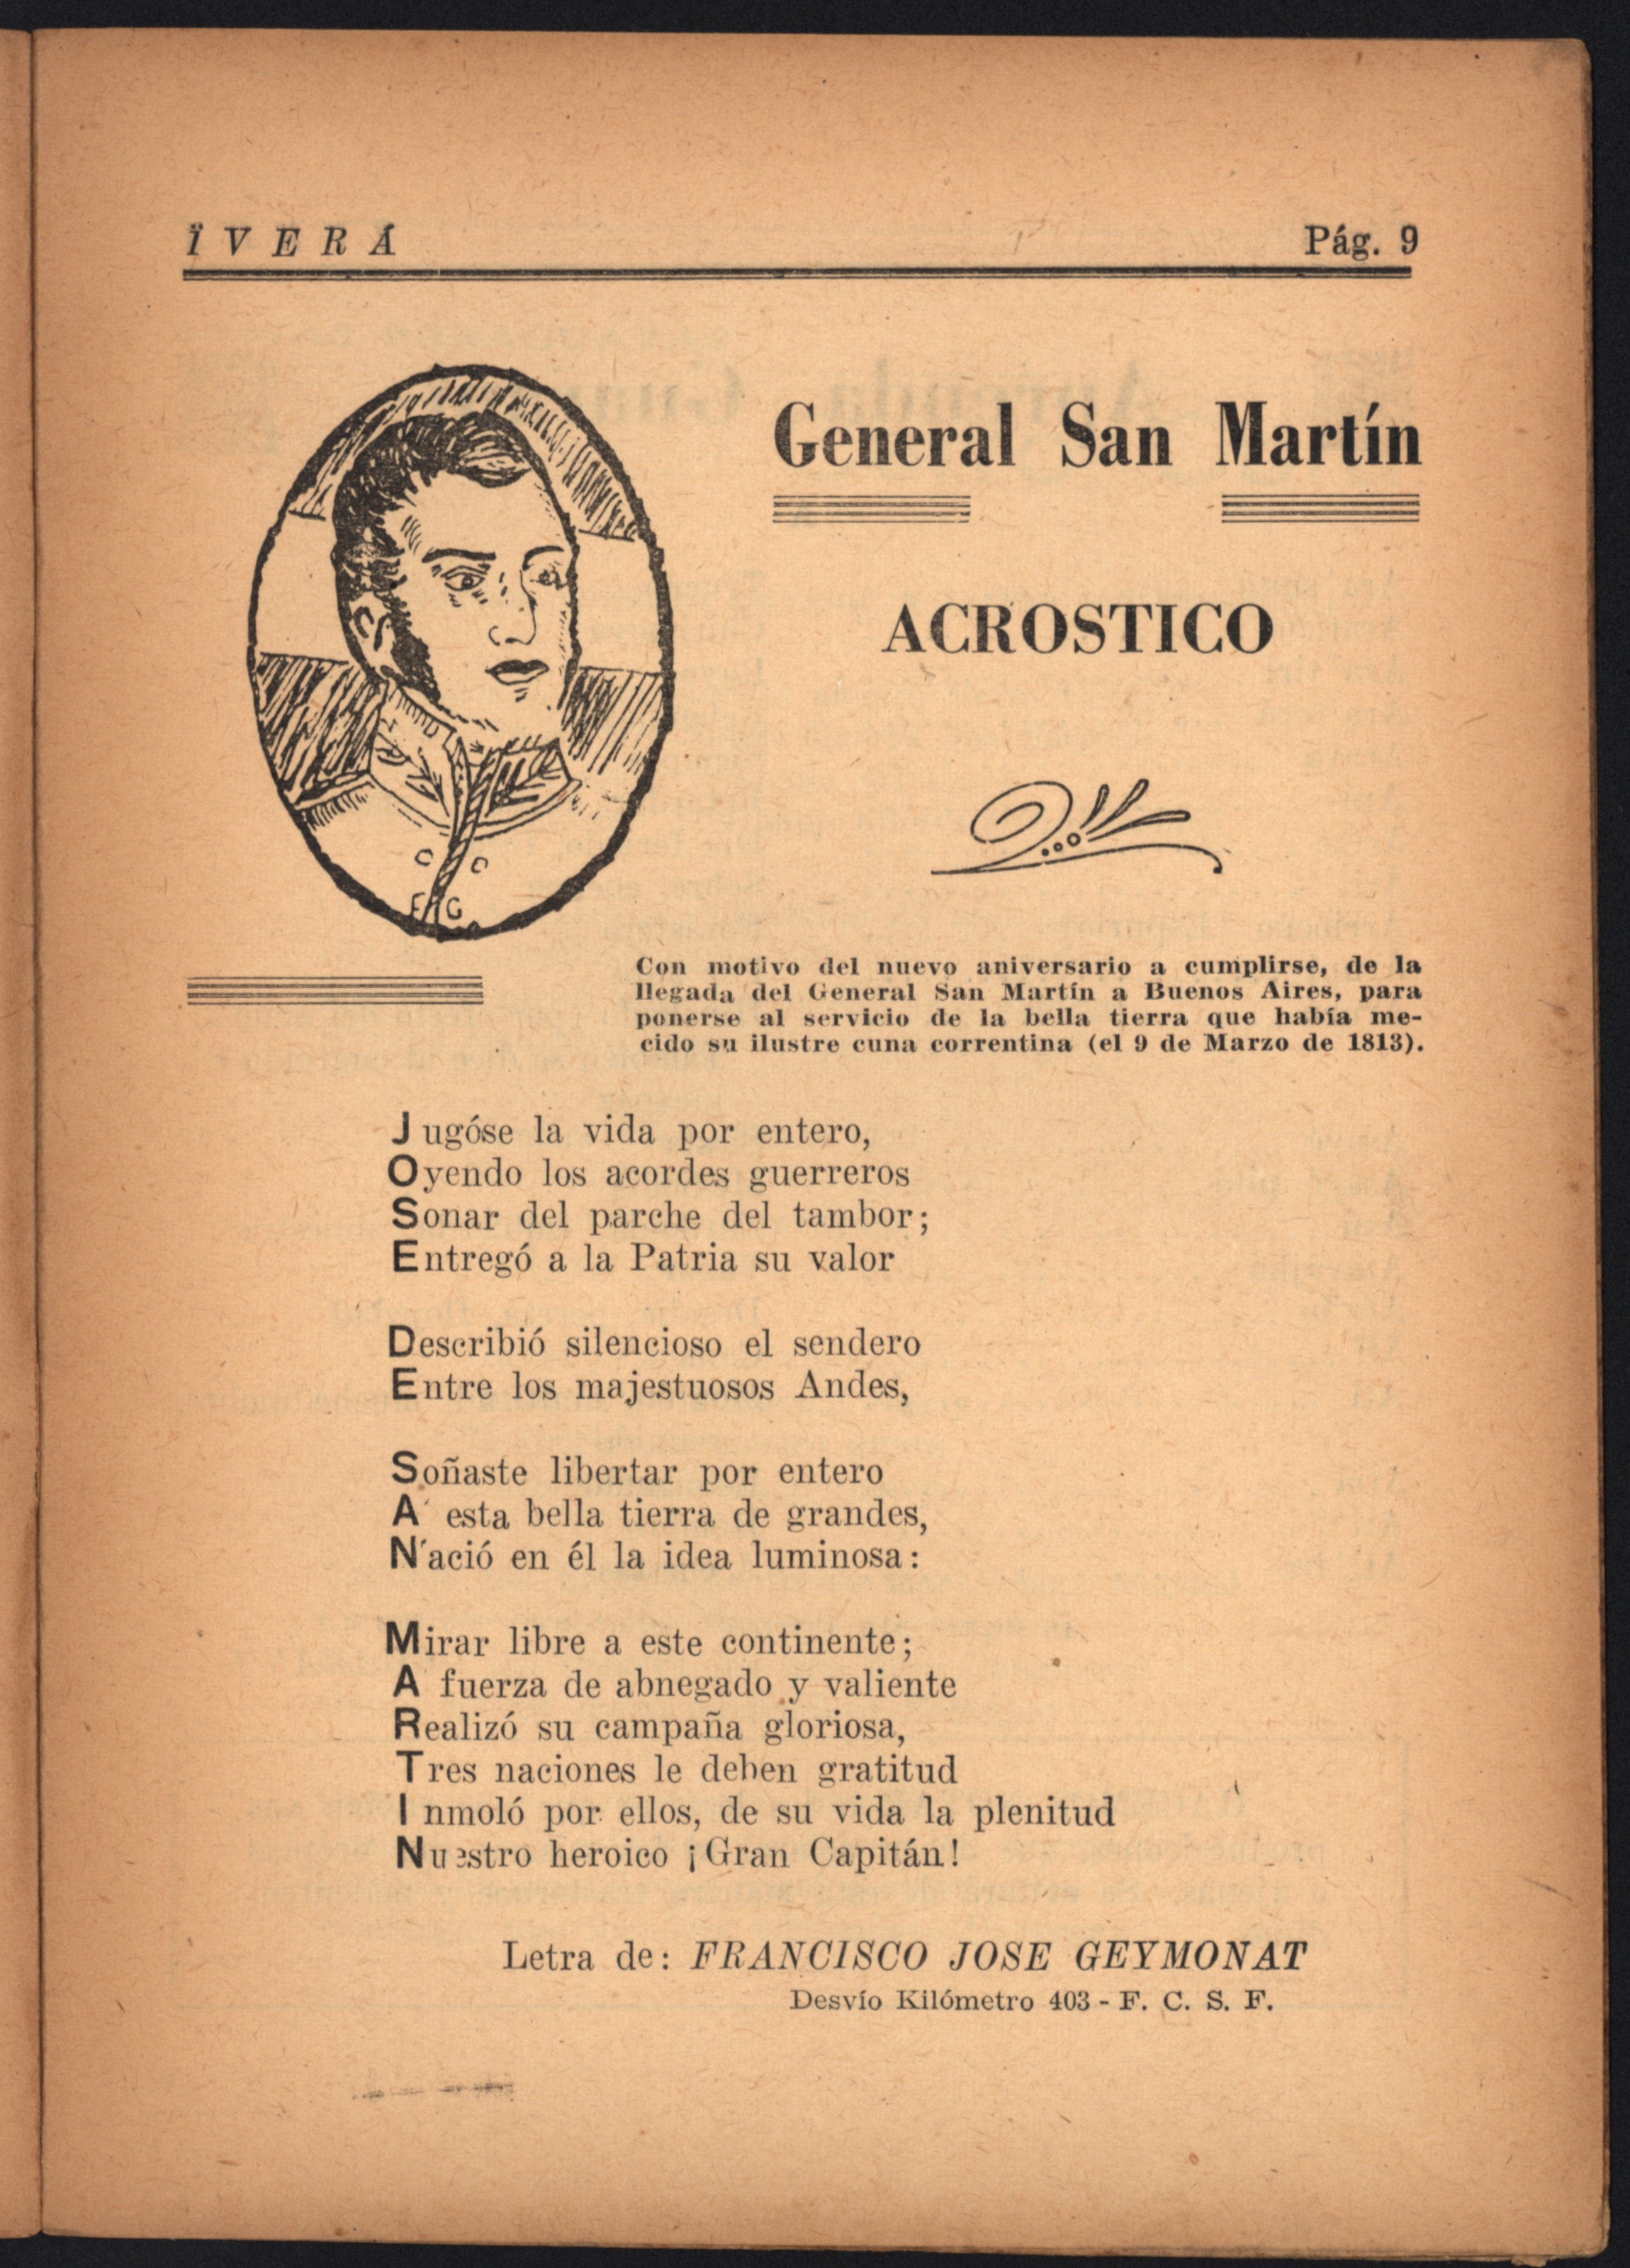 ÏVERÁ
Pág. 9
General San Martín
ACROSTICO
F G
Con motivo del nuevo aniversario a cumplirse, de la
llegada del General San Martín a Buenos Aires, para
ponerse al servicio de la bella tierra que había me-
cido su ilustre cuna correntina (el 9 de Marzo de 1813).
Jugóse la vida por entero,
Oyendo los acordes guerreros
Sonar del parche del tambor;
Entregó a la Patria su valor
Describió silencioso el sendero
Entre los majestuosos Andes,
Soñaste libertar por entero
A esta bella tierra de grandes,
Nació en él la idea luminosa:
Mirar libre a este continente;
A fuerza de abnegado y valiente
Realizó su campaña gloriosa,
Tres naciones le deben gratitud
Inmoló por ellos, de su vida la plenitud
Nuestro heroico ¡Gran Capitán!
Letra de: FRANCISCO JOSE GEYMONAT
Desvío Kilómetro 403 - F. C. S. F.